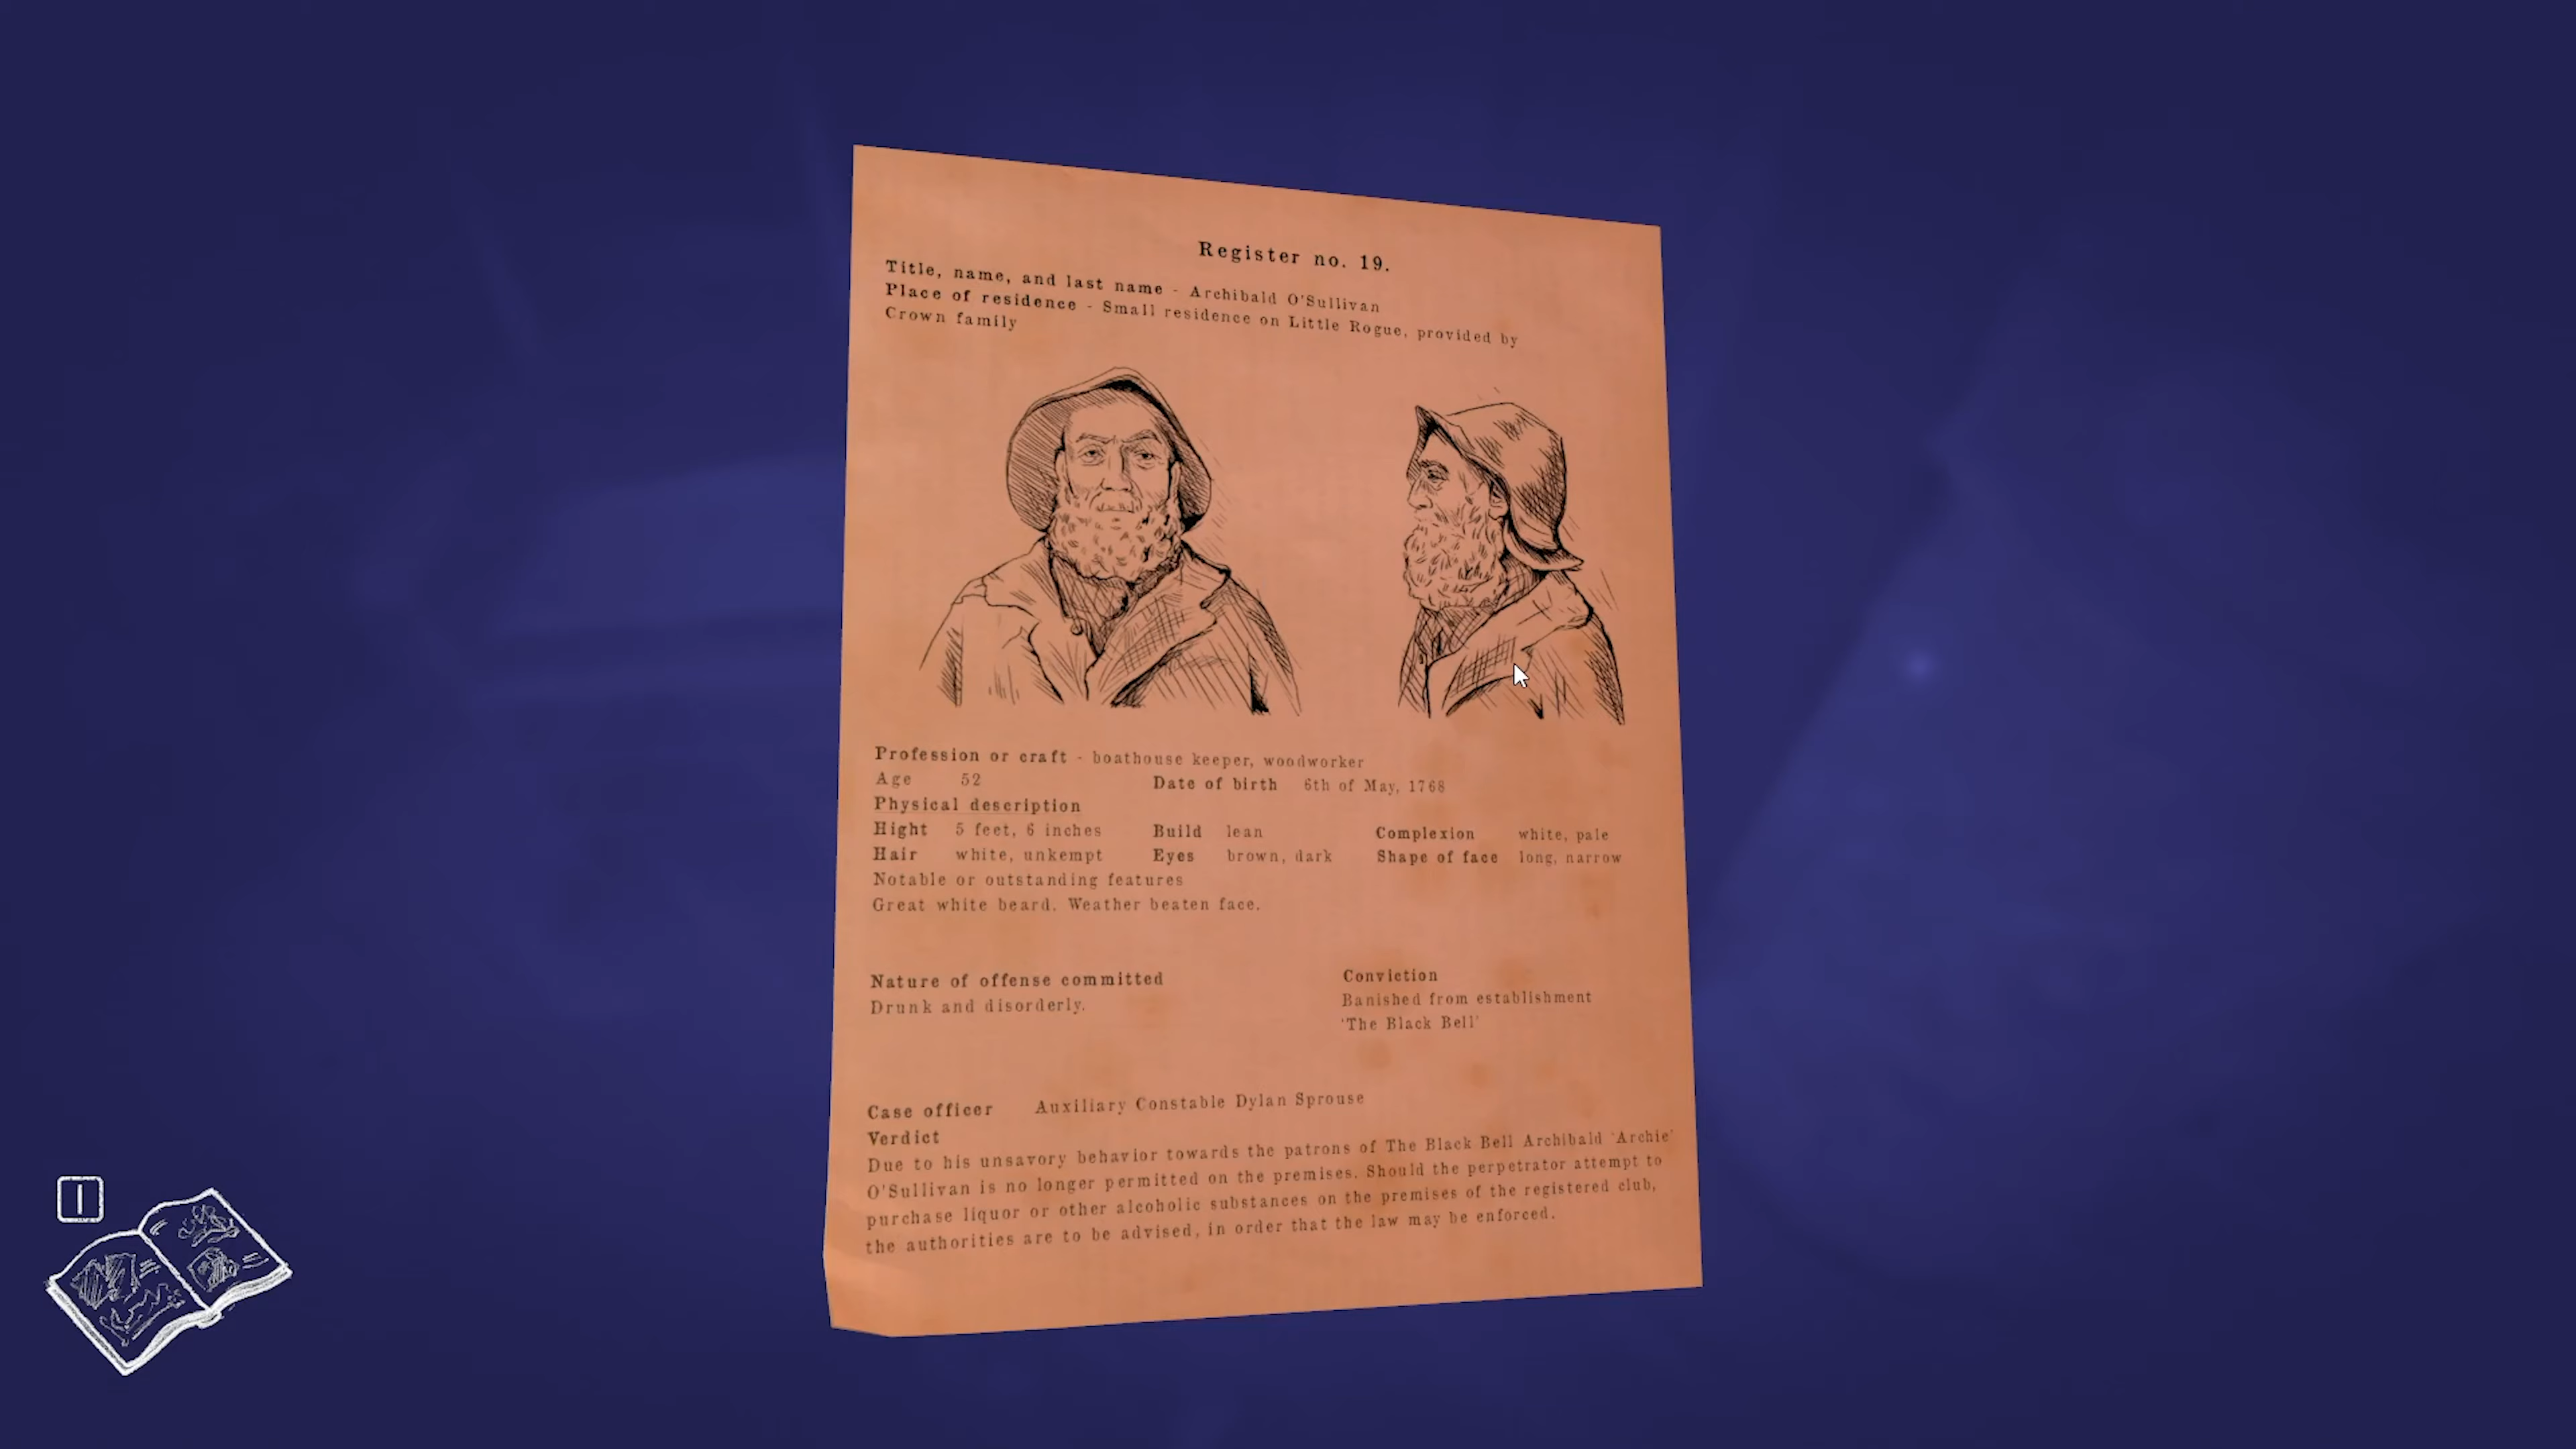 Register no. 19.
Title, name, and last name - Archibald O'Sullivan
Place of residence - Small residence on Little Rogue, provided by
Crown family
Profession or craft - boathouse keeper, woodworker
Age 52 Date of birth 6th of May, 1768
Physical description
Hight 5 feet, 6 inches Build lean Complexion white, pale
Hair white, unkempt Eyes brown, dark Shape of face long, narrow
Notable or outstanding features
Great white beard. Weather beaten face.
Nature of offense committed
Drunk and disorderly.
Conviction
Banished from establishment
'The Black Bell'
Case officer Auxiliary Constable Dylan Sprouse
Verdict
Due to his unsavory behavior towards the patrons of The Black Bell Archibald 'Archie'
O'Sullivan is no longer permitted on the premises. Should the perpetrator attempt to
purchase liquor or other alcoholic substances on the premises of the registered club,
the authorities are to be advised, in order that the law may be enforced.
I